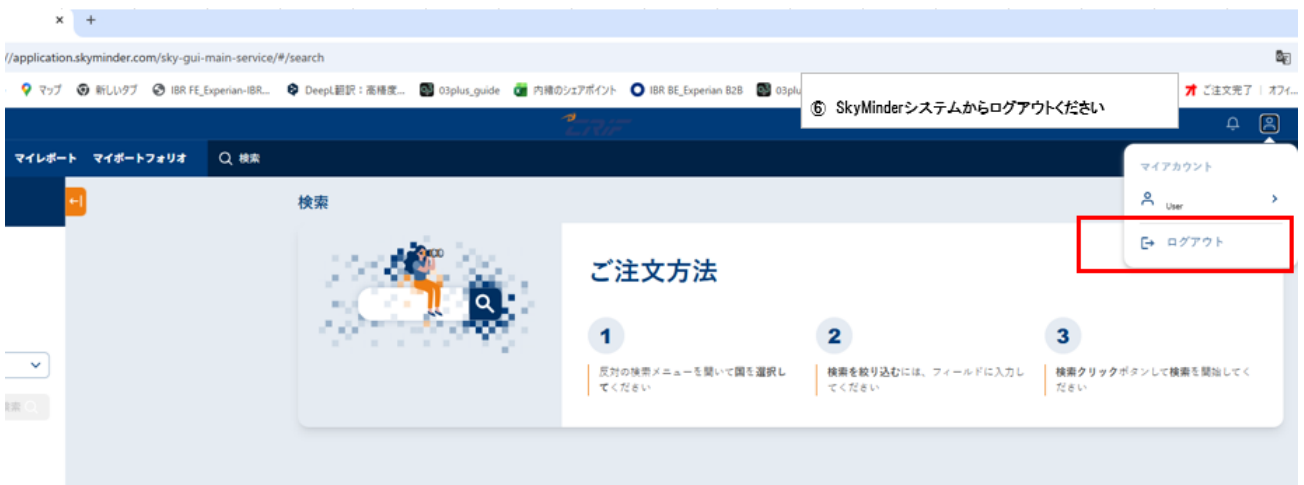 × +
//application.skyminder.com/sky-gui-main-service/#/search
マップ 新しいタブ IBR FE_Experian-IBR... DeepL翻訳：高精度... 03plus_guide 内線のシェアポイント IBR BE_Experian B2B 03plu ご注文完了 | オフィ...
⑥ SkyMinderシステムからログアウトください
CRIF
マイレポート マイポートフォリオ 検索
マイアカウント
User
ログアウト
検索
ご注文方法
1
反対の検索メニューを開いて国を選択し
てください
2
検索を絞り込むには、フィールドに入力し
てください
3
検索クリックボタンして検索を開始してく
ださい
検索